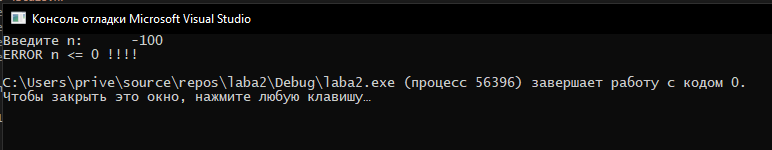 Консоль отладки Microsoft Visual Studio
Введите n:      -100
ERROR n <= 0 !!!!
C:\Users\prive\source\repos\laba2\Debug\laba2.exe (процесс 56396) завершает работу с кодом 0.
Чтобы закрыть это окно, нажмите любую клавишу…